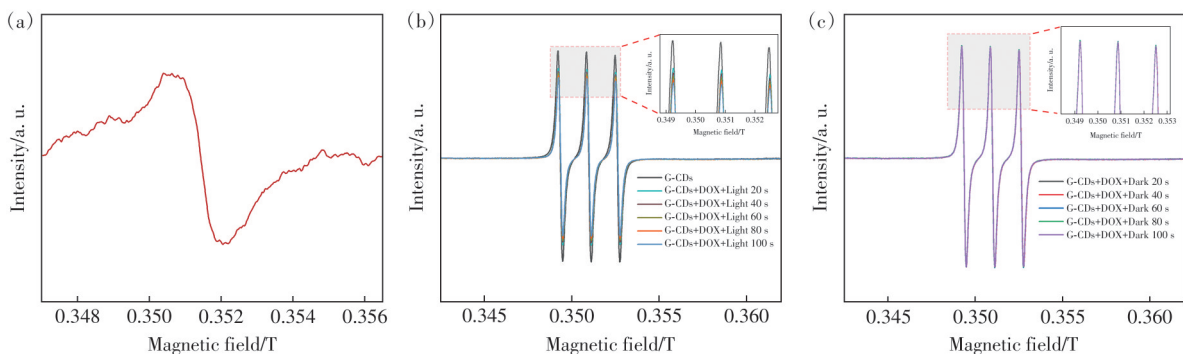 (a)
Intensity/a. u.
0.348 0.350 0.352 0.354 0.356
Magnetic field/T
(b)
Intensity/a. u.
Intensity/a. u.
0.349 0.350 0.351 0.352
Magnetic field/T
G-CDs
G-CDs+DOX+Light 20 s
G-CDs+DOX+Light 40 s
G-CDs+DOX+Light 60 s
G-CDs+DOX+Light 80 s
G-CDs+DOX+Light 100 s
0.345 0.350 0.355 0.360
Magnetic field/T
(c)
Intensity/a. u.
Intensity/a. u.
0.349 0.350 0.351 0.352 0.353
Magnetic field/T
G-CDs+DOX+Dark 20 s
G-CDs+DOX+Dark 40 s
G-CDs+DOX+Dark 60 s
G-CDs+DOX+Dark 80 s
G-CDs+DOX+Dark 100 s
0.345 0.350 0.355 0.360
Magnetic field/T